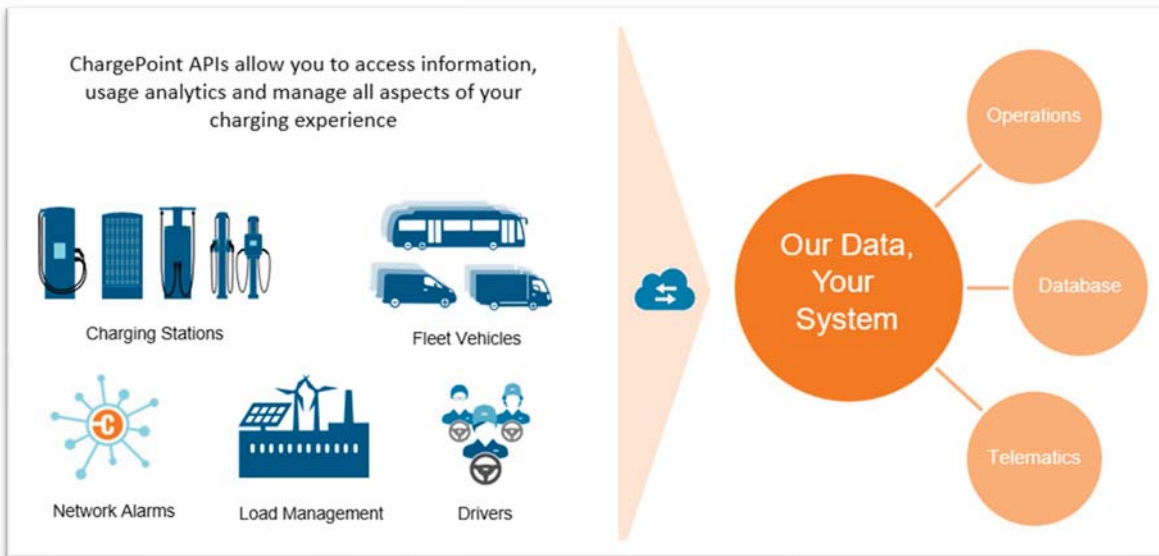 ChargePoint APIs allow you to access information,
usage analytics and manage all aspects of your
charging experience
Charging Stations
Fleet Vehicles
C
Network Alarms
Load Management
Drivers
Our Data,
Your
System
Operations
Database
Telematics